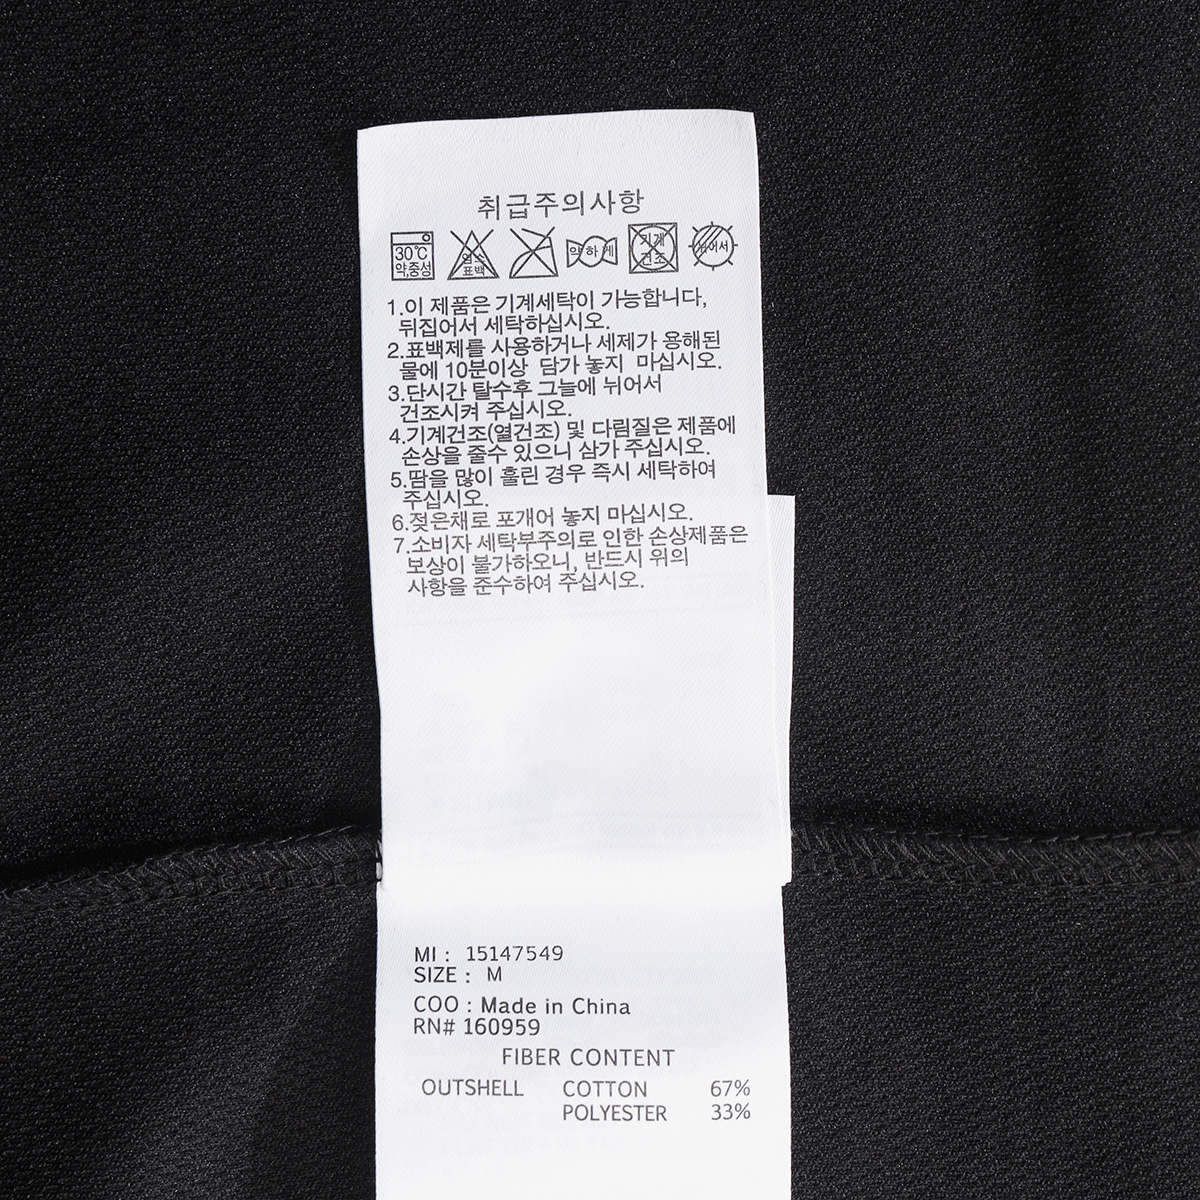 취급주의사항
30℃ 약,중성 염소 표백 약하게 기계 건조 뉘어서
1.이 제품은 기계세탁이 가능합니다,
뒤집어서 세탁하십시오.
2.표백제를 사용하거나 세제가 용해된
물에 10분이상 담가 놓지 마십시오.
3.단시간 탈수후 그늘에 뉘어서
건조시켜 주십시오.
4.기계건조(열건조) 및 다림질은 제품에
손상을 줄수 있으니 삼가 주십시오.
5.땀을 많이 흘린 경우 즉시 세탁하여
주십시오.
6.젖은채로 포개어 놓지 마십시오.
7.소비자 세탁부주의로 인한 손상제품은
보상이 불가하오니, 반드시 위의
사항을 준수하여 주십시오.
MI : 15147549
SIZE : M
COO : Made in China
RN# 160959
FIBER CONTENT
OUTSHELL COTTON 67%
POLYESTER 33%